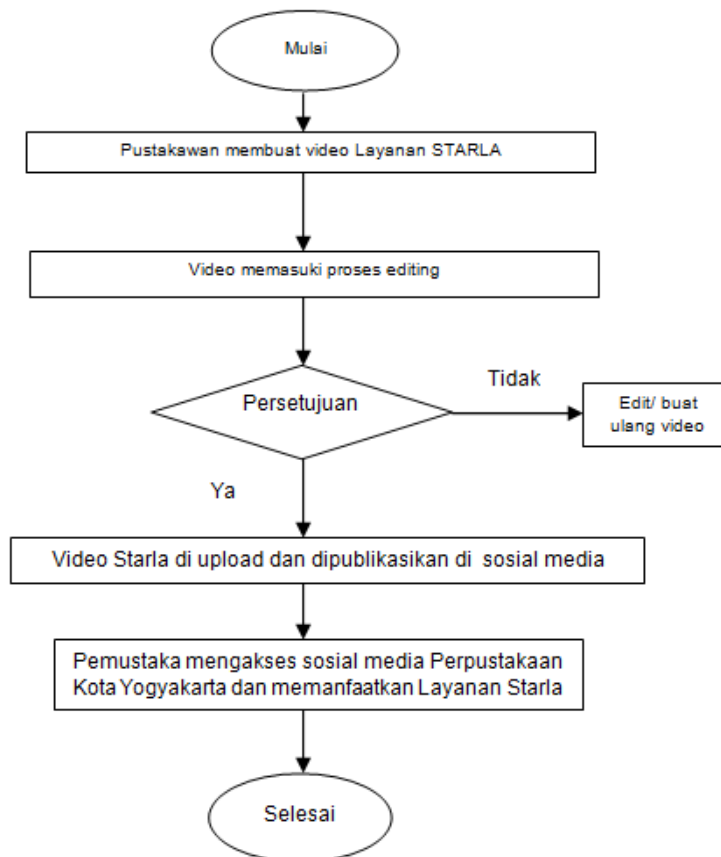 Mulai
Pustakawan membuat video Layanan STARLA
Video memasuki proses editing
Persetujuan
Tidak
Edit/ buat
ulang video
Ya
Video Starla di upload dan dipublikasikan di sosial media
Pemustaka mengakses sosial media Perpustakaan
Kota Yogyakarta dan memanfaatkan Layanan Starla
Selesai